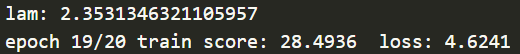 lam: 2.3531346321105957
epoch 19/20 train score: 28.4936  loss: 4.6241